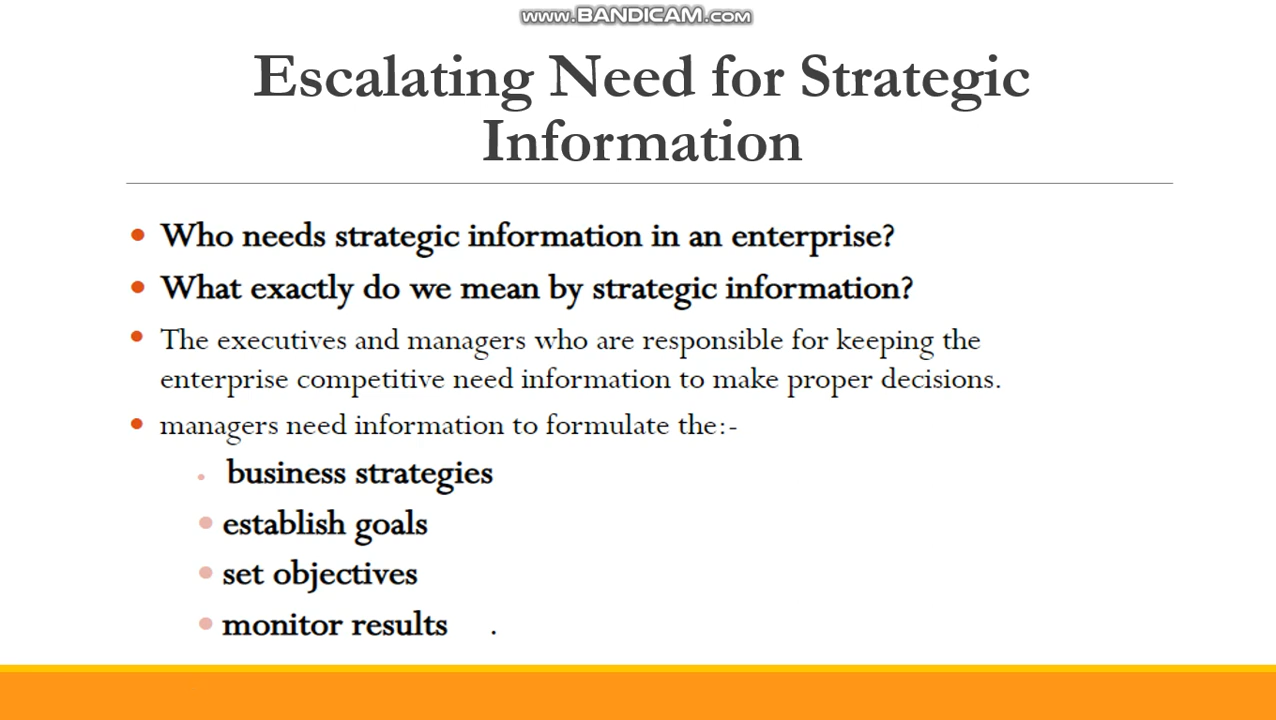 www.BANDICAM.com
Escalating Need for Strategic
Information
• Who needs strategic information in an enterprise?
• What exactly do we mean by strategic information?
• The executives and managers who are responsible for keeping the
enterprise competitive need information to make proper decisions.
• managers need information to formulate the:-
• business strategies
• establish goals
• set objectives
• monitor results .